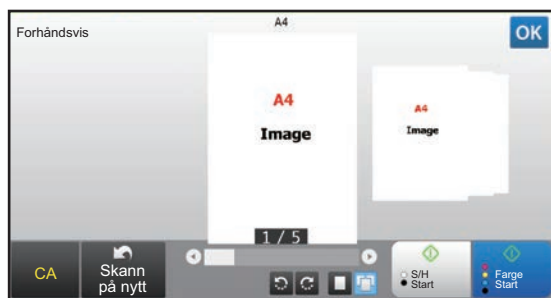 A4
Forhåndsvis
OK
A4
Image
A4
Image
1 / 5
CA
Skann
på nytt
S/H
Start
Farge
Start